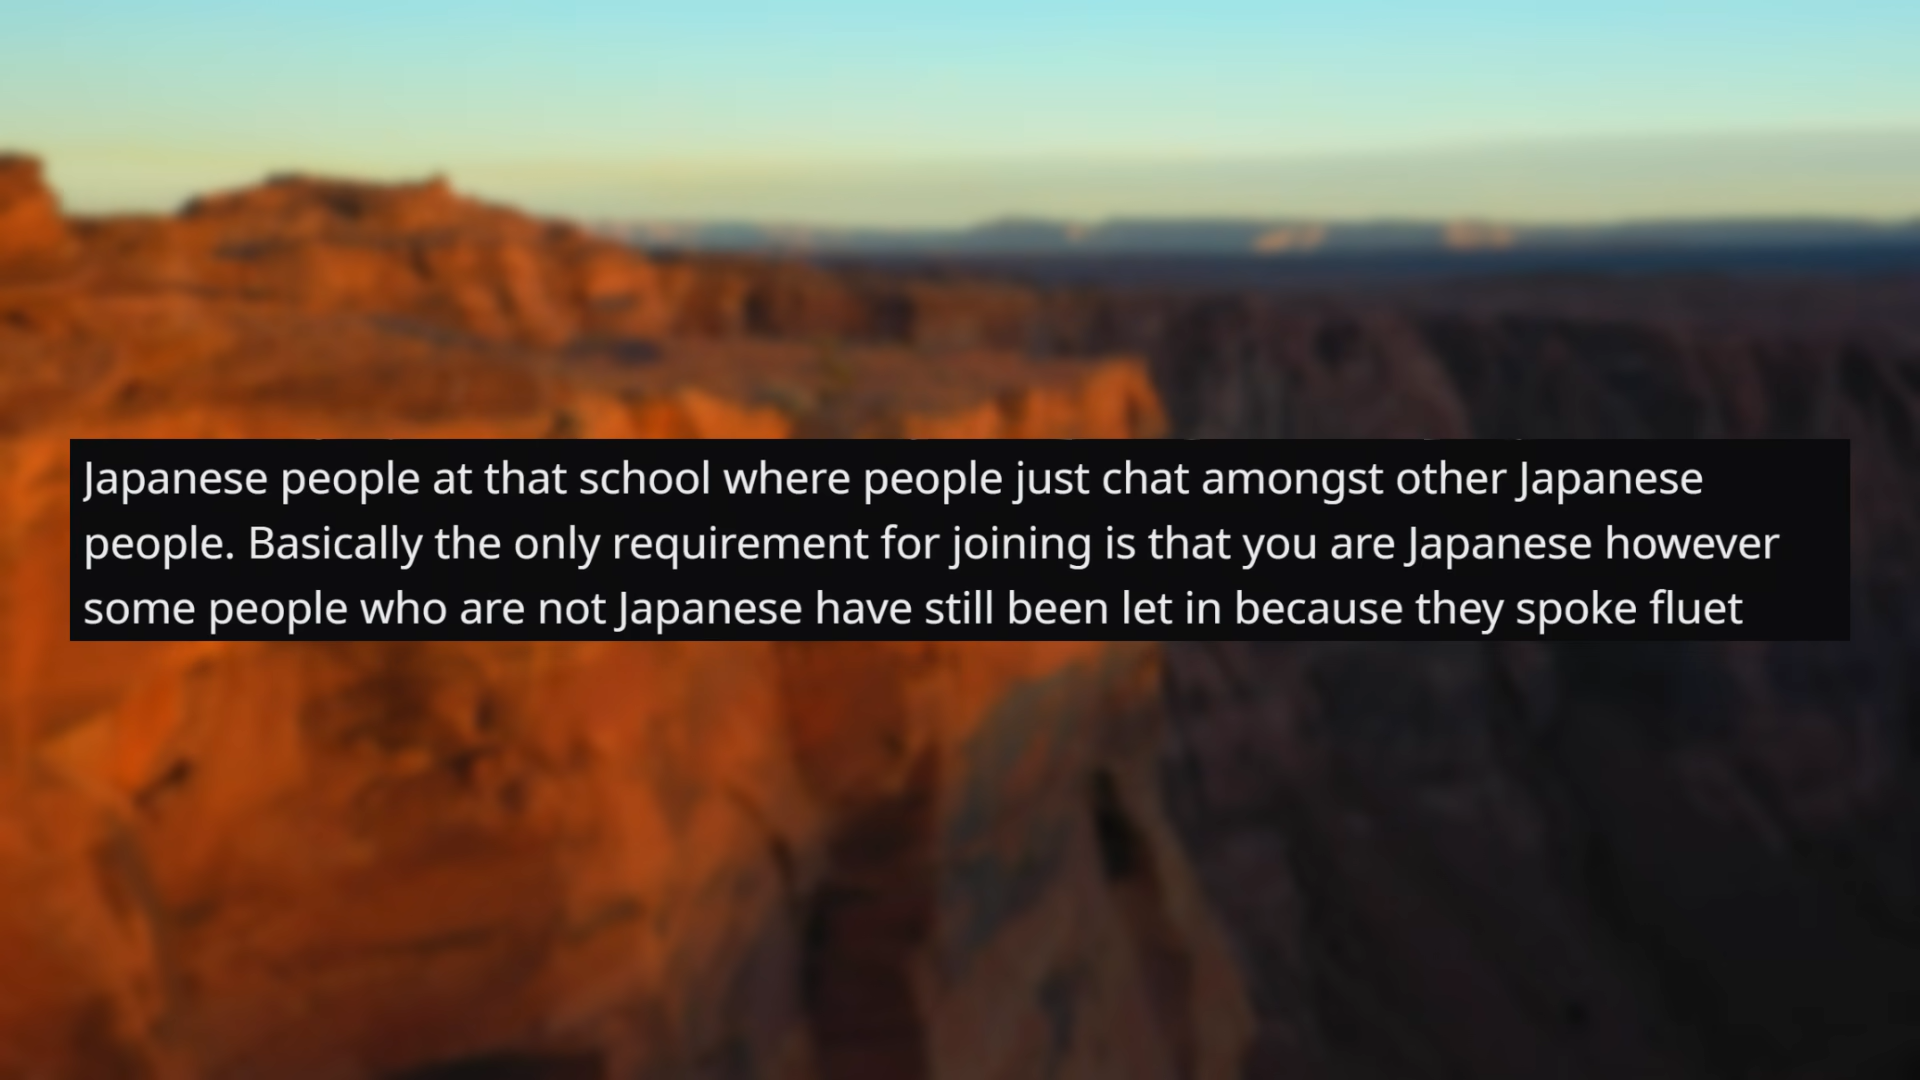 Japanese people at that school where people just chat amongst other Japanese
people. Basically the only requirement for joining is that you are Japanese however
some people who are not Japanese have still been let in because they spoke fluet